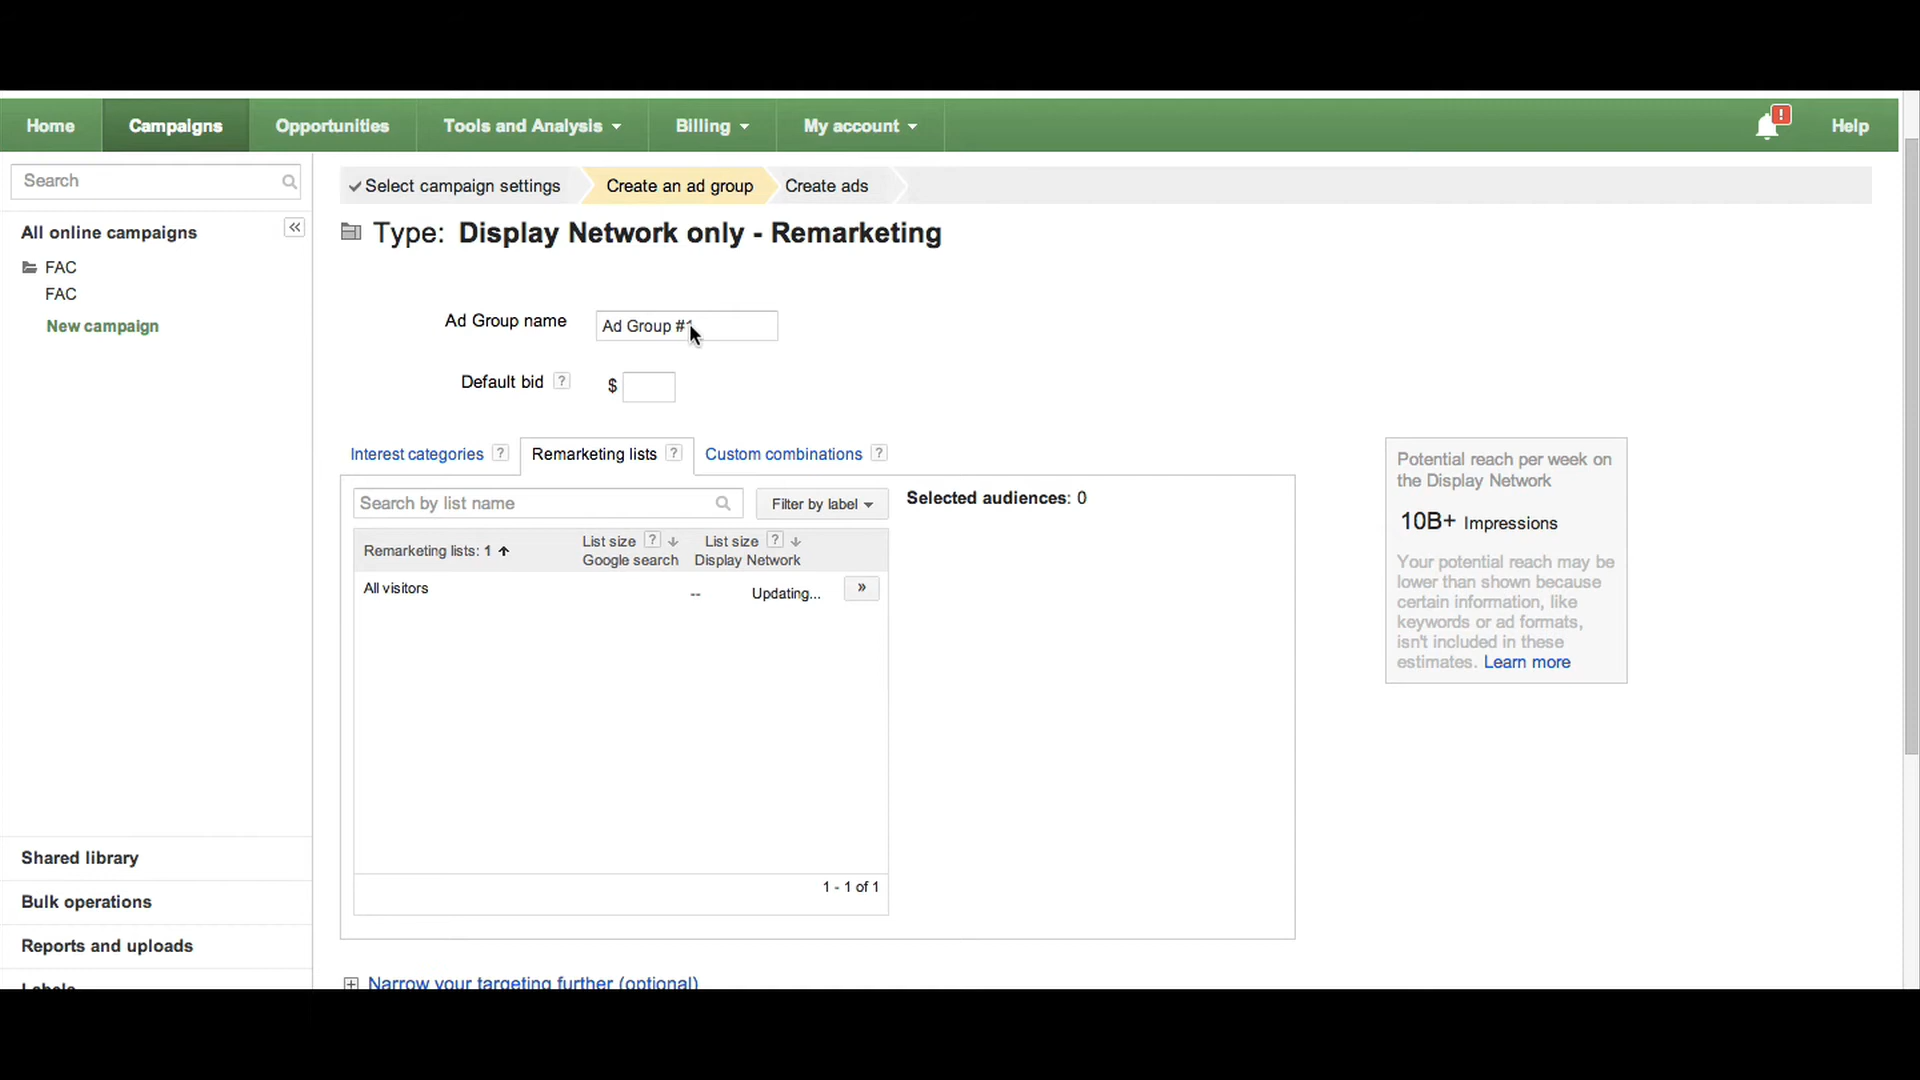 Home Campaigns Opportunities Tools and Analysis Billing My account ! Help
Search
All online campaigns
FAC
FAC
New campaign
Shared library
Bulk operations
Reports and uploads
Labels
Select campaign settings Create an ad group Create ads
Type: Display Network only - Remarketing
Ad Group name Ad Group #1
Default bid ? $
Interest categories ? Remarketing lists ? Custom combinations ?
Search by list name Filter by label Selected audiences: 0
Remarketing lists: 1 List size ? List size ?
Google search Display Network
All visitors -- Updating... »
1 - 1 of 1
Narrow your targeting further (optional)
Potential reach per week on
the Display Network
10B+ Impressions
Your potential reach may be
lower than shown because
certain information, like
keywords or ad formats,
isn't included in these
estimates. Learn more